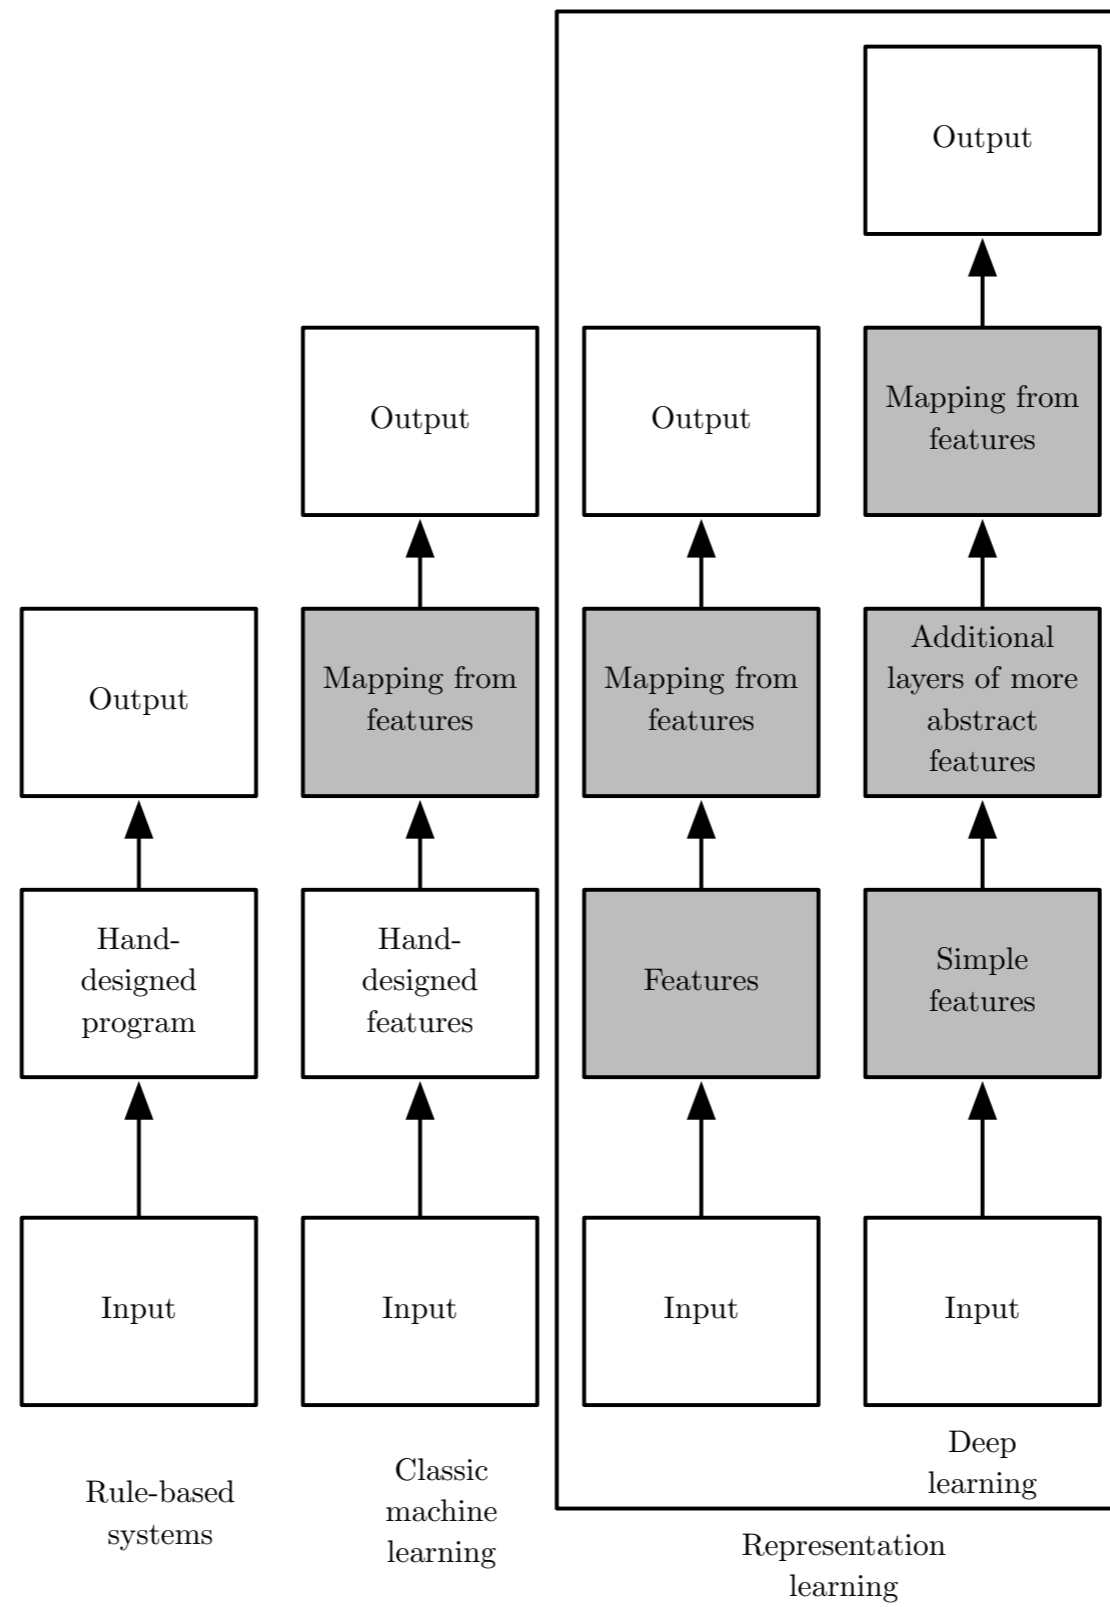 Output
Output
Output
Mapping from
features
Output
Mapping from
features
Mapping from
features
Additional
layers of more
abstract
features
Hand-
designed
program
Hand-
designed
features
Features
Simple
features
Input
Input
Input
Input
Rule-based
systems
Classic
machine
learning
Deep
learning
Representation
learning